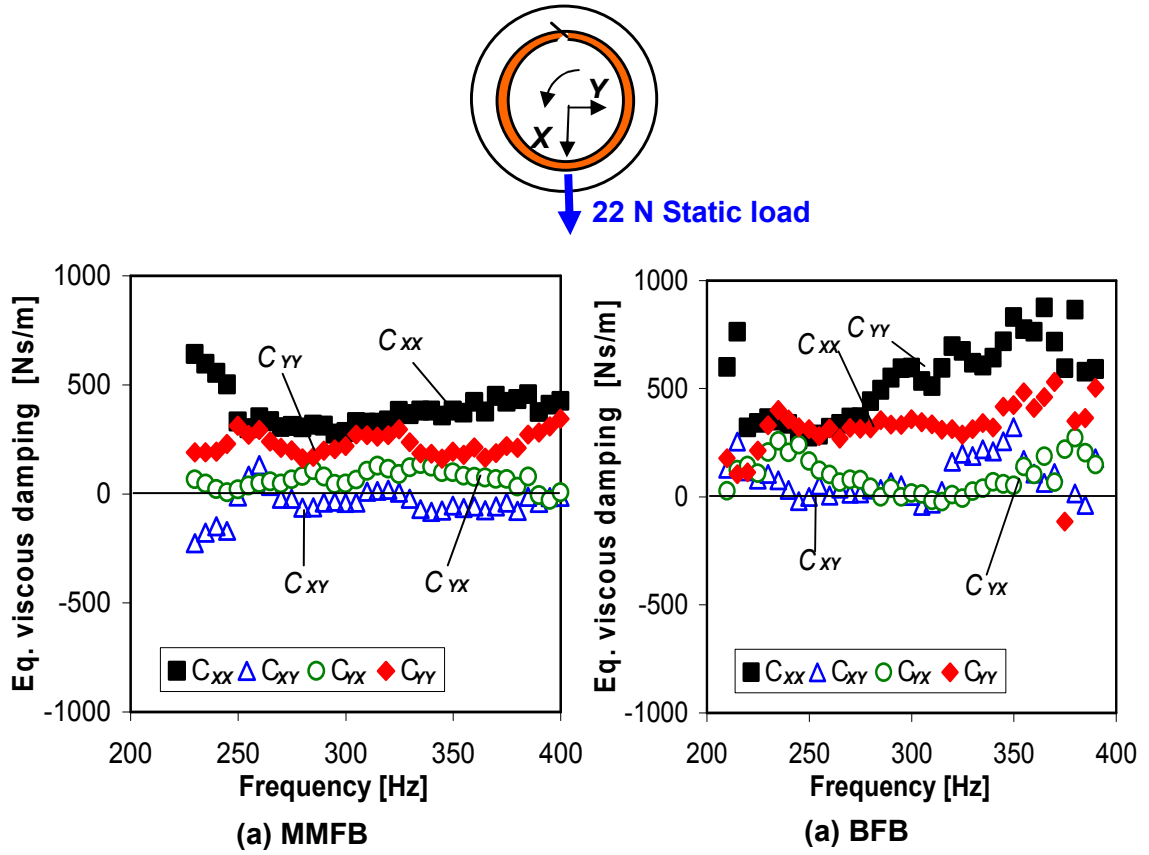 Y
X
22 N Static load
Eq. viscous damping [Ns/m]
1000
500
0
-500
-1000
C YY
C XX
C XY
C YX
C XX C XY C YX C YY
200 250 300 350 400
Frequency [Hz]
(a) MMFB
Eq. viscous damping [Ns/m]
1000
500
0
-500
-1000
C YY
C XX
C XY
C YX
C XX C XY C YX C YY
200 250 300 350 400
Frequency [Hz]
(a) BFB